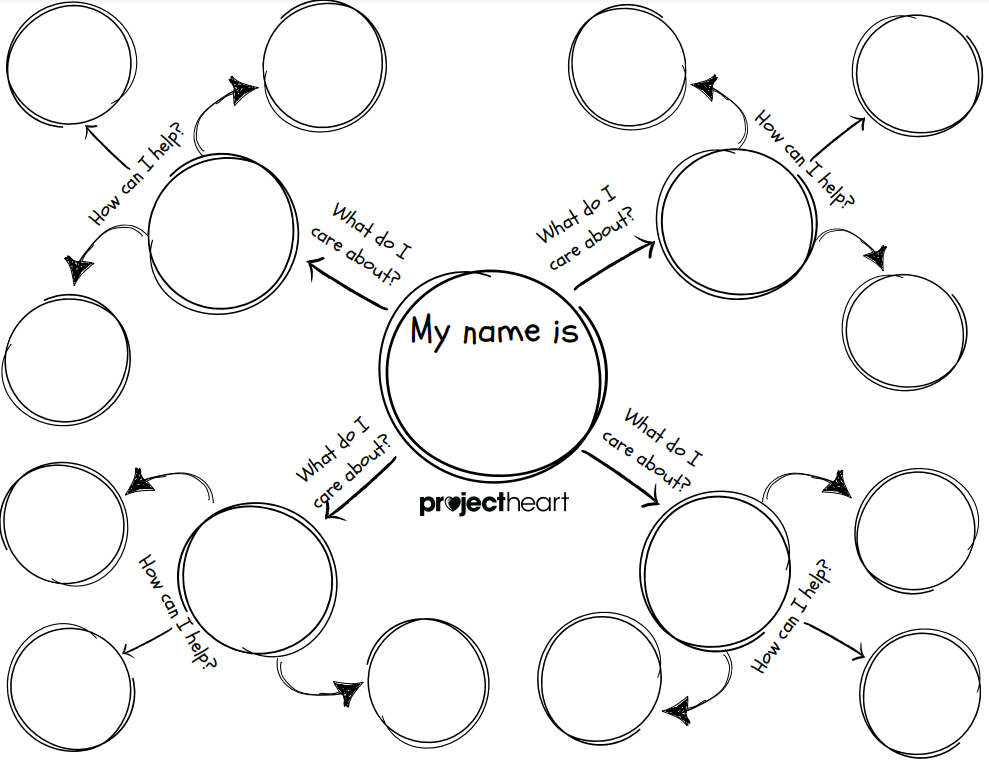 How can I help?
How can I help?
What do I
care about?
What do I
care about?
My name is
What do I
care about?
What do I
care about?
projectheart
How can I help?
How can I help?